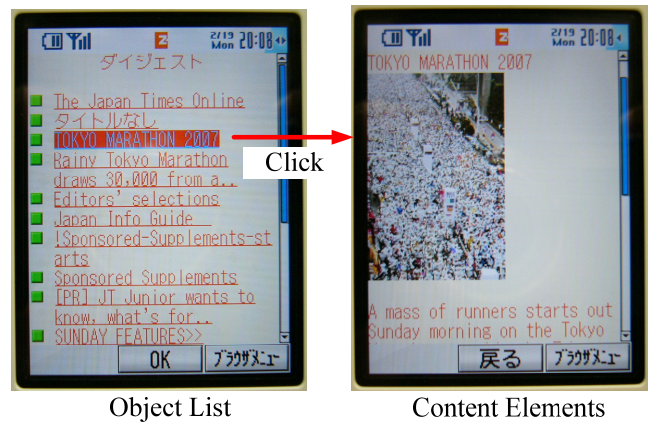 2/19
Mon 20:08
ダイジェスト
The Japan Times Online
タイトルなし
TOKYO MARATHON 2007
Rainy Tokyo Marathon
draws 30,000 from a..
Editors' selections
Japan Info Guide
!Sponsored-Supplements-st
arts
Sponsored Supplements
[PR] JT Junior wants to
know, what's for..
SUNDAY FEATURES>>
OK
ブラウザメニュー
Object List
Click
2/19
Mon 20:08
TOKYO MARATHON 2007
A mass of runners starts out
Sunday morning on the Tokyo
戻る
ブラウザメニュー
Content Elements